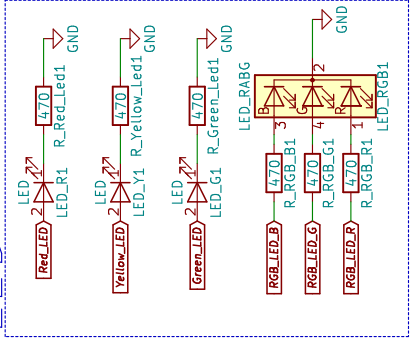 GND
470
R_Red_Led1
LED
1
2
LED_R1
Red_LED
GND
470
R_Yellow_Led1
LED
1
2
LED_Y1
Yellow_LED
GND
470
R_Green_Led1
LED
1
2
LED_G1
Green_LED
GND
2
LED_RABG
B
G
R
LED_RGB1
3
4
1
470
R_RGB_B1
470
R_RGB_G1
470
R_RGB_R1
RGB_LED_B
RGB_LED_G
RGB_LED_R